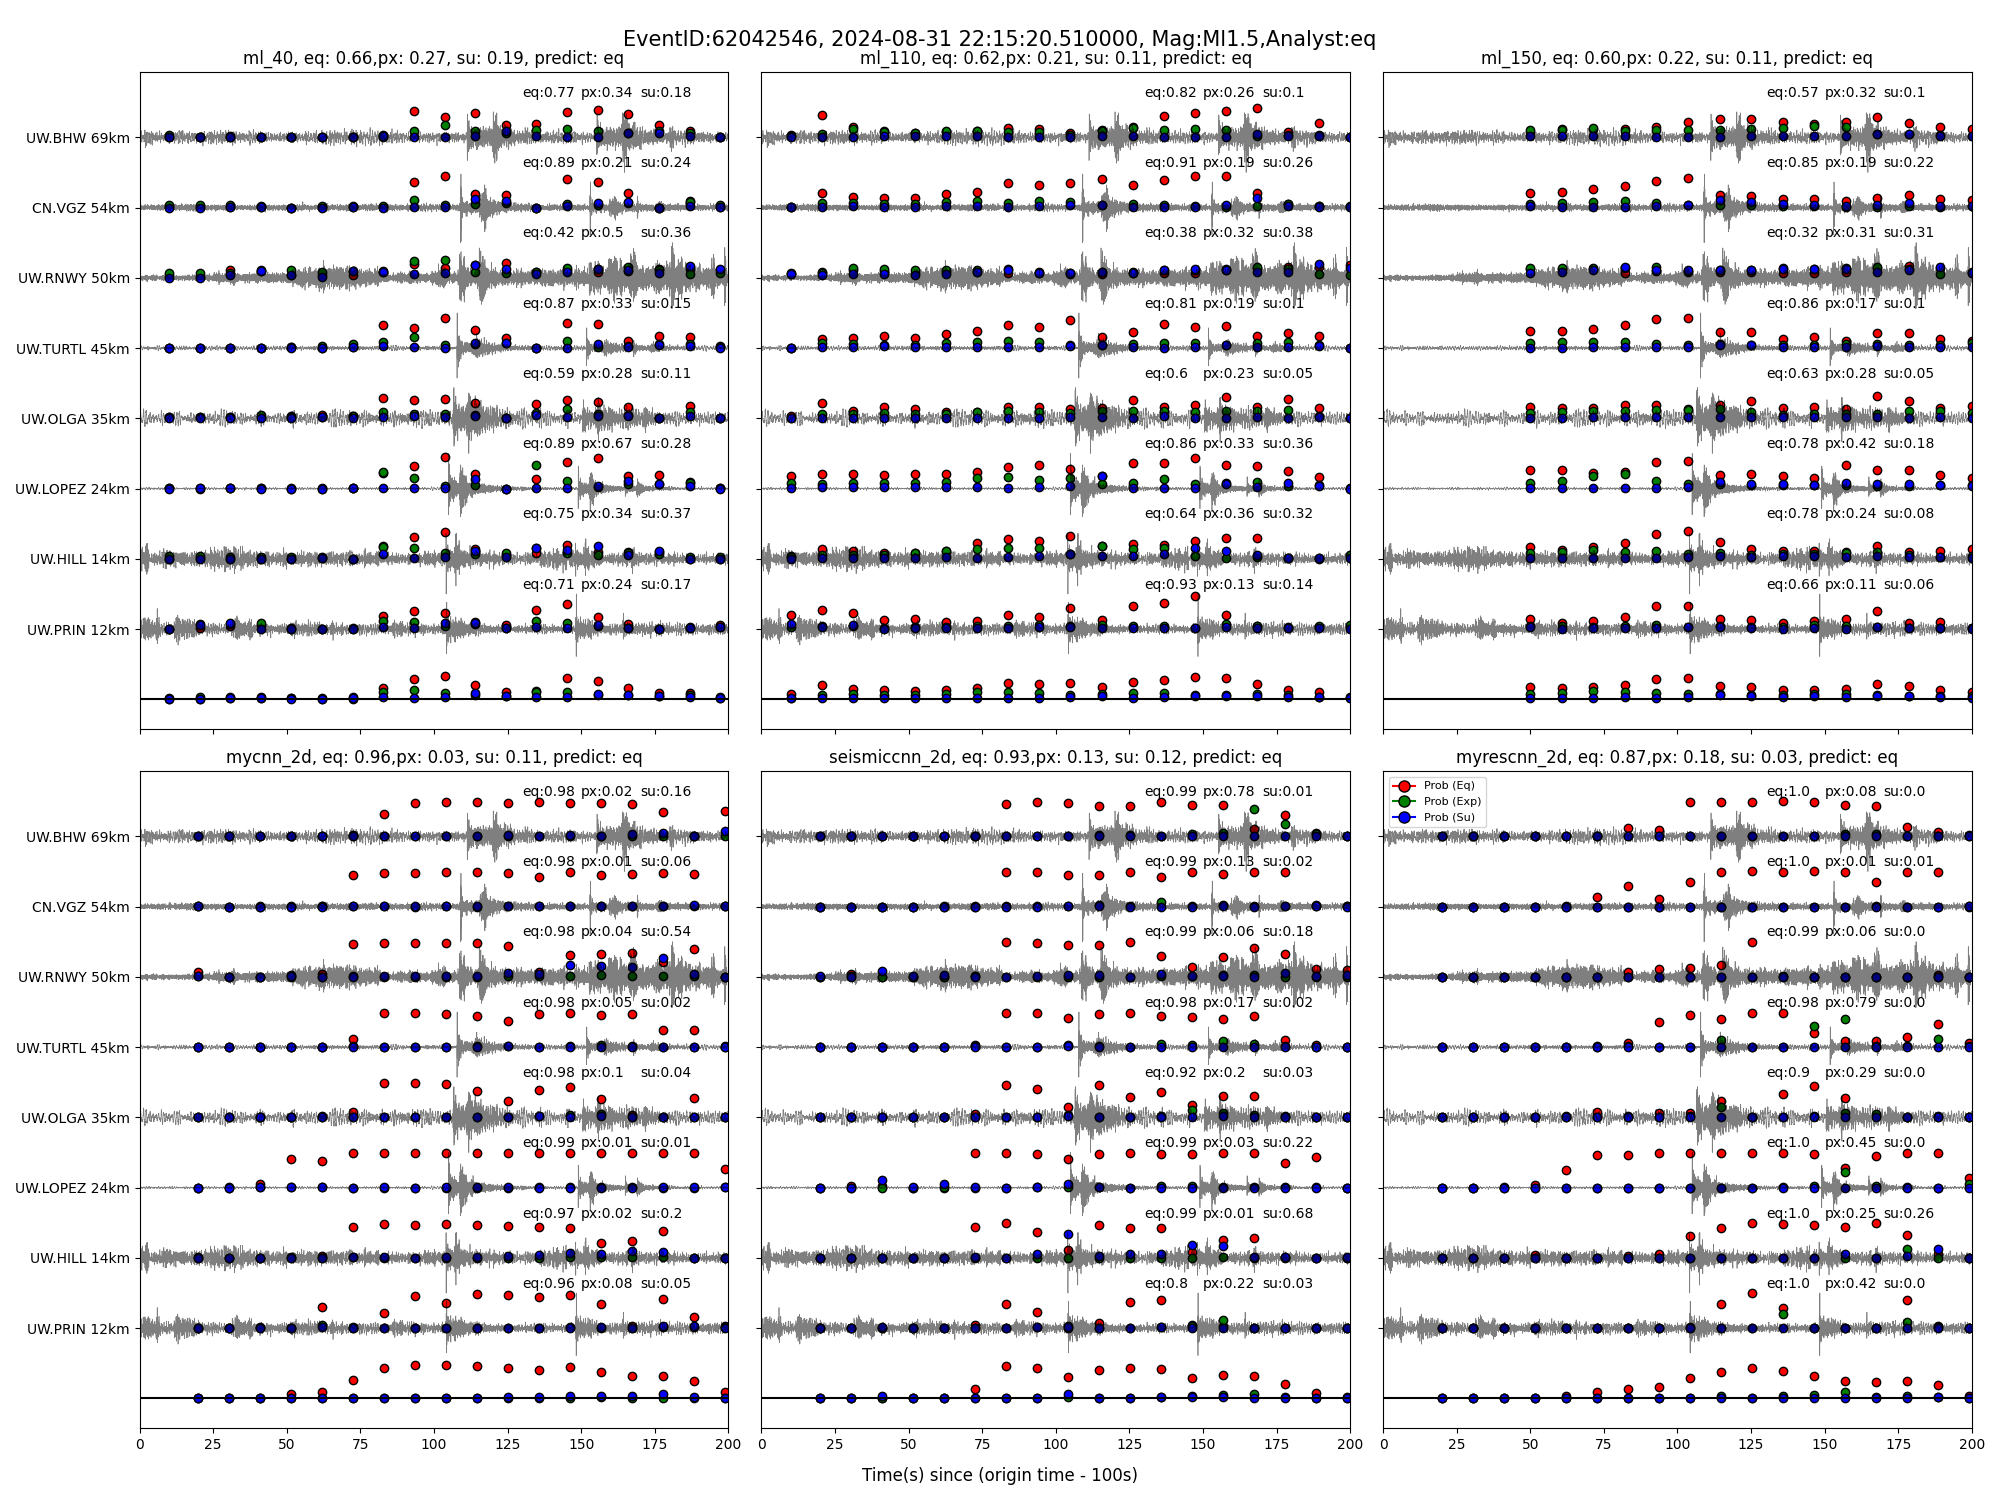 EventID:62042546, 2024-08-31 22:15:20.510000, Mag:Ml1.5,Analyst:eq
ml_40, eq: 0.66,px: 0.27, su: 0.19, predict: eq
UW.BHW 69km eq:0.77 px:0.34 su:0.18
CN.VGZ 54km eq:0.89 px:0.21 su:0.24
UW.RNWY 50km eq:0.42 px:0.5 su:0.36
UW.TURTL 45km eq:0.87 px:0.33 su:0.15
UW.OLGA 35km eq:0.59 px:0.28 su:0.11
UW.LOPEZ 24km eq:0.89 px:0.67 su:0.28
UW.HILL 14km eq:0.75 px:0.34 su:0.37
UW.PRIN 12km eq:0.71 px:0.24 su:0.17
ml_110, eq: 0.62,px: 0.21, su: 0.11, predict: eq
eq:0.82 px:0.26 su:0.1
eq:0.91 px:0.19 su:0.26
eq:0.38 px:0.32 su:0.38
eq:0.81 px:0.19 su:0.1
eq:0.6 px:0.23 su:0.05
eq:0.86 px:0.33 su:0.36
eq:0.64 px:0.36 su:0.32
eq:0.93 px:0.13 su:0.14
ml_150, eq: 0.60,px: 0.22, su: 0.11, predict: eq
eq:0.57 px:0.32 su:0.1
eq:0.85 px:0.19 su:0.22
eq:0.32 px:0.31 su:0.31
eq:0.86 px:0.17 su:0.1
eq:0.63 px:0.28 su:0.05
eq:0.78 px:0.42 su:0.18
eq:0.78 px:0.24 su:0.08
eq:0.66 px:0.11 su:0.06
mycnn_2d, eq: 0.96,px: 0.03, su: 0.11, predict: eq
UW.BHW 69km eq:0.98 px:0.02 su:0.16
CN.VGZ 54km eq:0.98 px:0.01 su:0.06
UW.RNWY 50km eq:0.98 px:0.04 su:0.54
UW.TURTL 45km eq:0.98 px:0.05 su:0.02
UW.OLGA 35km eq:0.98 px:0.1 su:0.04
UW.LOPEZ 24km eq:0.99 px:0.01 su:0.01
UW.HILL 14km eq:0.97 px:0.02 su:0.2
UW.PRIN 12km eq:0.96 px:0.08 su:0.05
0 25 50 75 100 125 150 175 200
seismiccnn_2d, eq: 0.93,px: 0.13, su: 0.12, predict: eq
eq:0.99 px:0.78 su:0.01
eq:0.99 px:0.13 su:0.02
eq:0.99 px:0.06 su:0.18
eq:0.98 px:0.17 su:0.02
eq:0.92 px:0.2 su:0.03
eq:0.99 px:0.03 su:0.22
eq:0.99 px:0.01 su:0.68
eq:0.8 px:0.22 su:0.03
0 25 50 75 100 125 150 175 200
myrescnn_2d, eq: 0.87,px: 0.18, su: 0.03, predict: eq
Prob (Eq)
Prob (Exp)
Prob (Su)
eq:1.0 px:0.08 su:0.0
eq:1.0 px:0.01 su:0.01
eq:0.99 px:0.06 su:0.0
eq:0.98 px:0.79 su:0.0
eq:0.9 px:0.29 su:0.0
eq:1.0 px:0.45 su:0.0
eq:1.0 px:0.25 su:0.26
eq:1.0 px:0.42 su:0.0
0 25 50 75 100 125 150 175 200
Time(s) since (origin time - 100s)